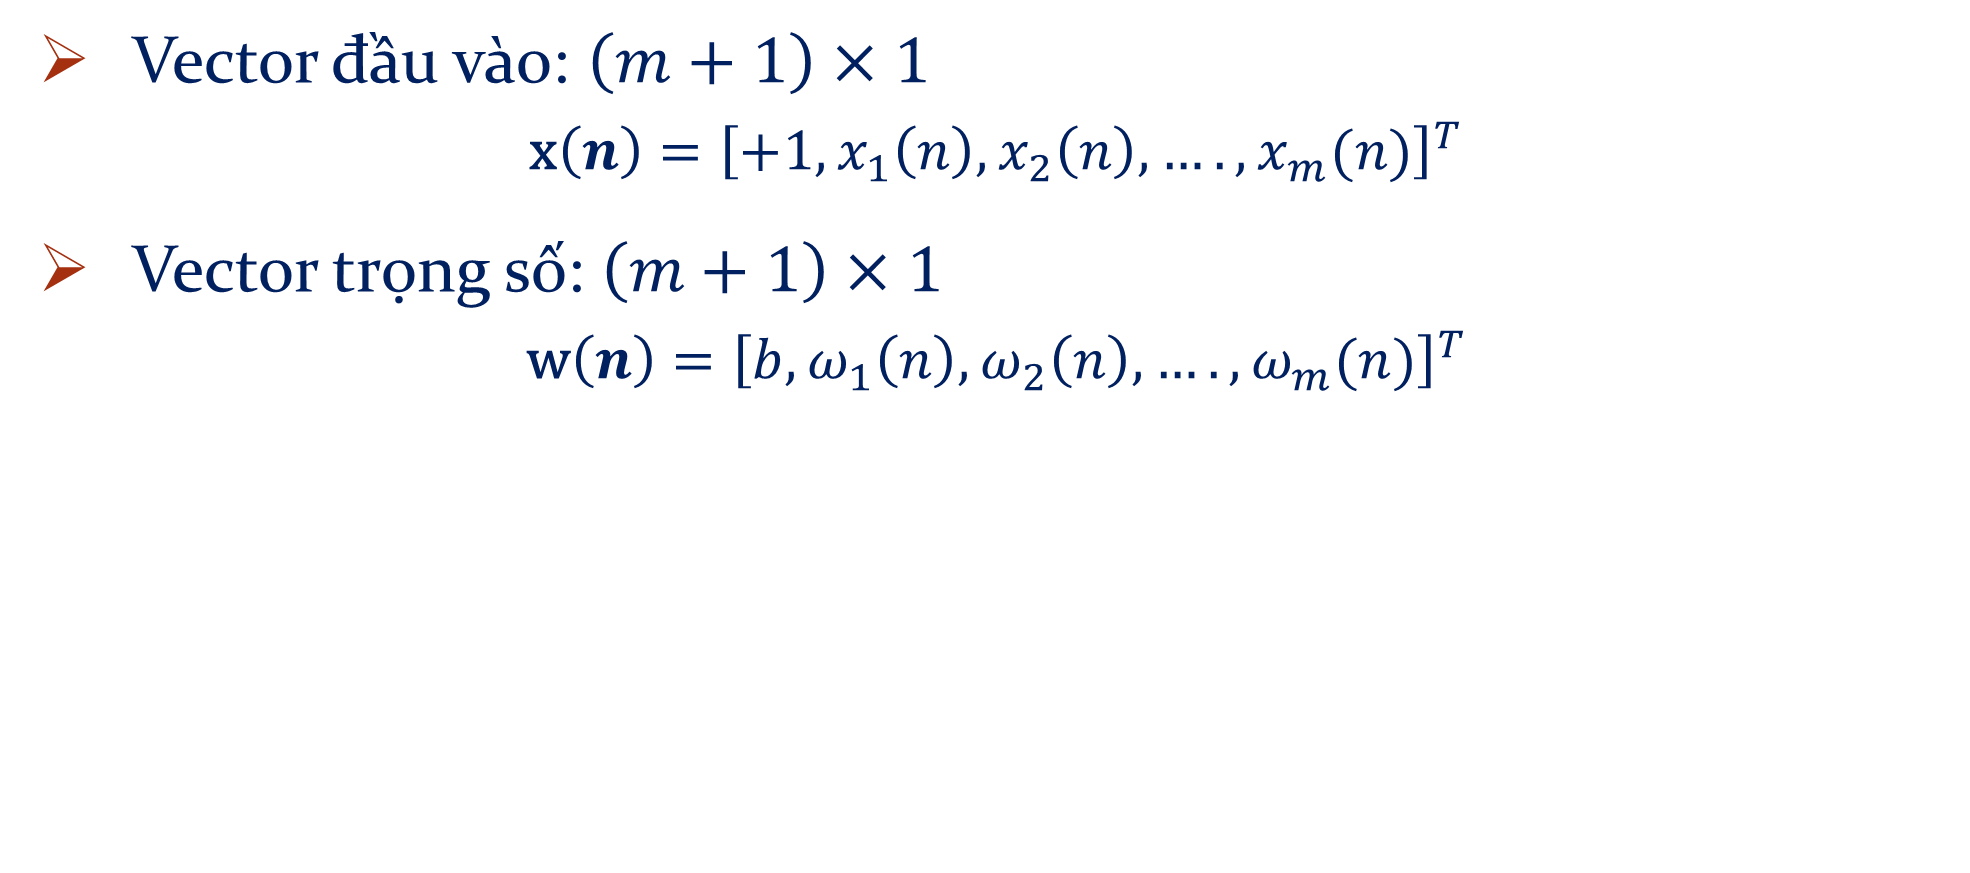 Vector đầu vào: (m + 1) × 1
x(n) = [+1, x₁(n), x₂(n), … . , xₘ(n)]ᵀ
Vector trọng số: (m + 1) × 1
w(n) = [b, ω₁(n), ω₂(n), … . , ωₘ(n)]ᵀ